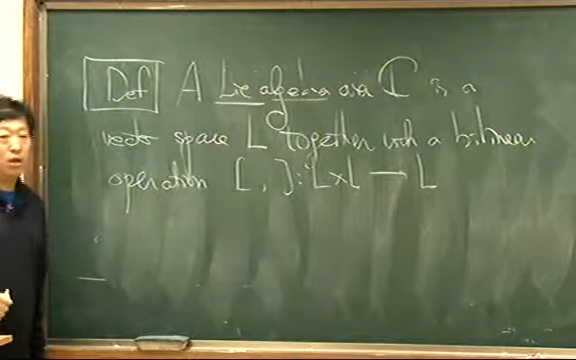 Def A Lie algebra over ℂ is a
vector space L together with a bilinear
operation [ , ]: L×L → L